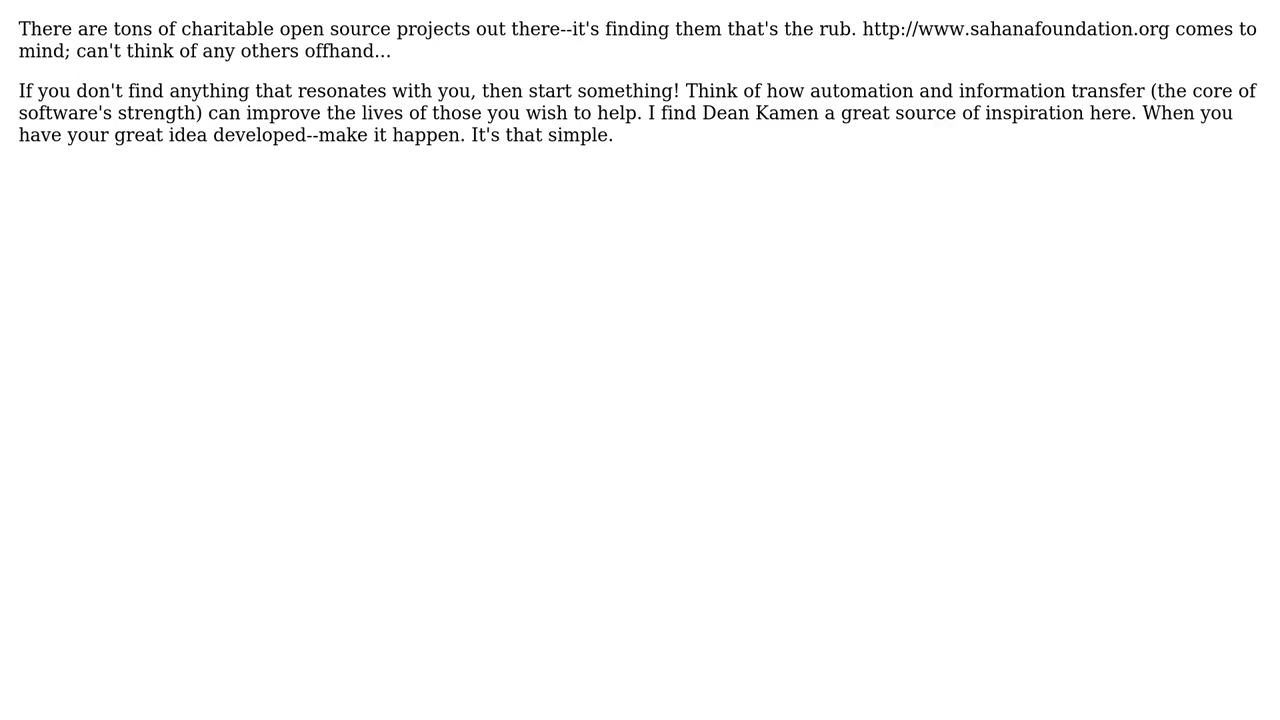 There are tons of charitable open source projects out there--it's finding them that's the rub. http://www.sahanafoundation.org comes to
mind; can't think of any others offhand...
If you don't find anything that resonates with you, then start something! Think of how automation and information transfer (the core of
software's strength) can improve the lives of those you wish to help. I find Dean Kamen a great source of inspiration here. When you
have your great idea developed--make it happen. It's that simple.